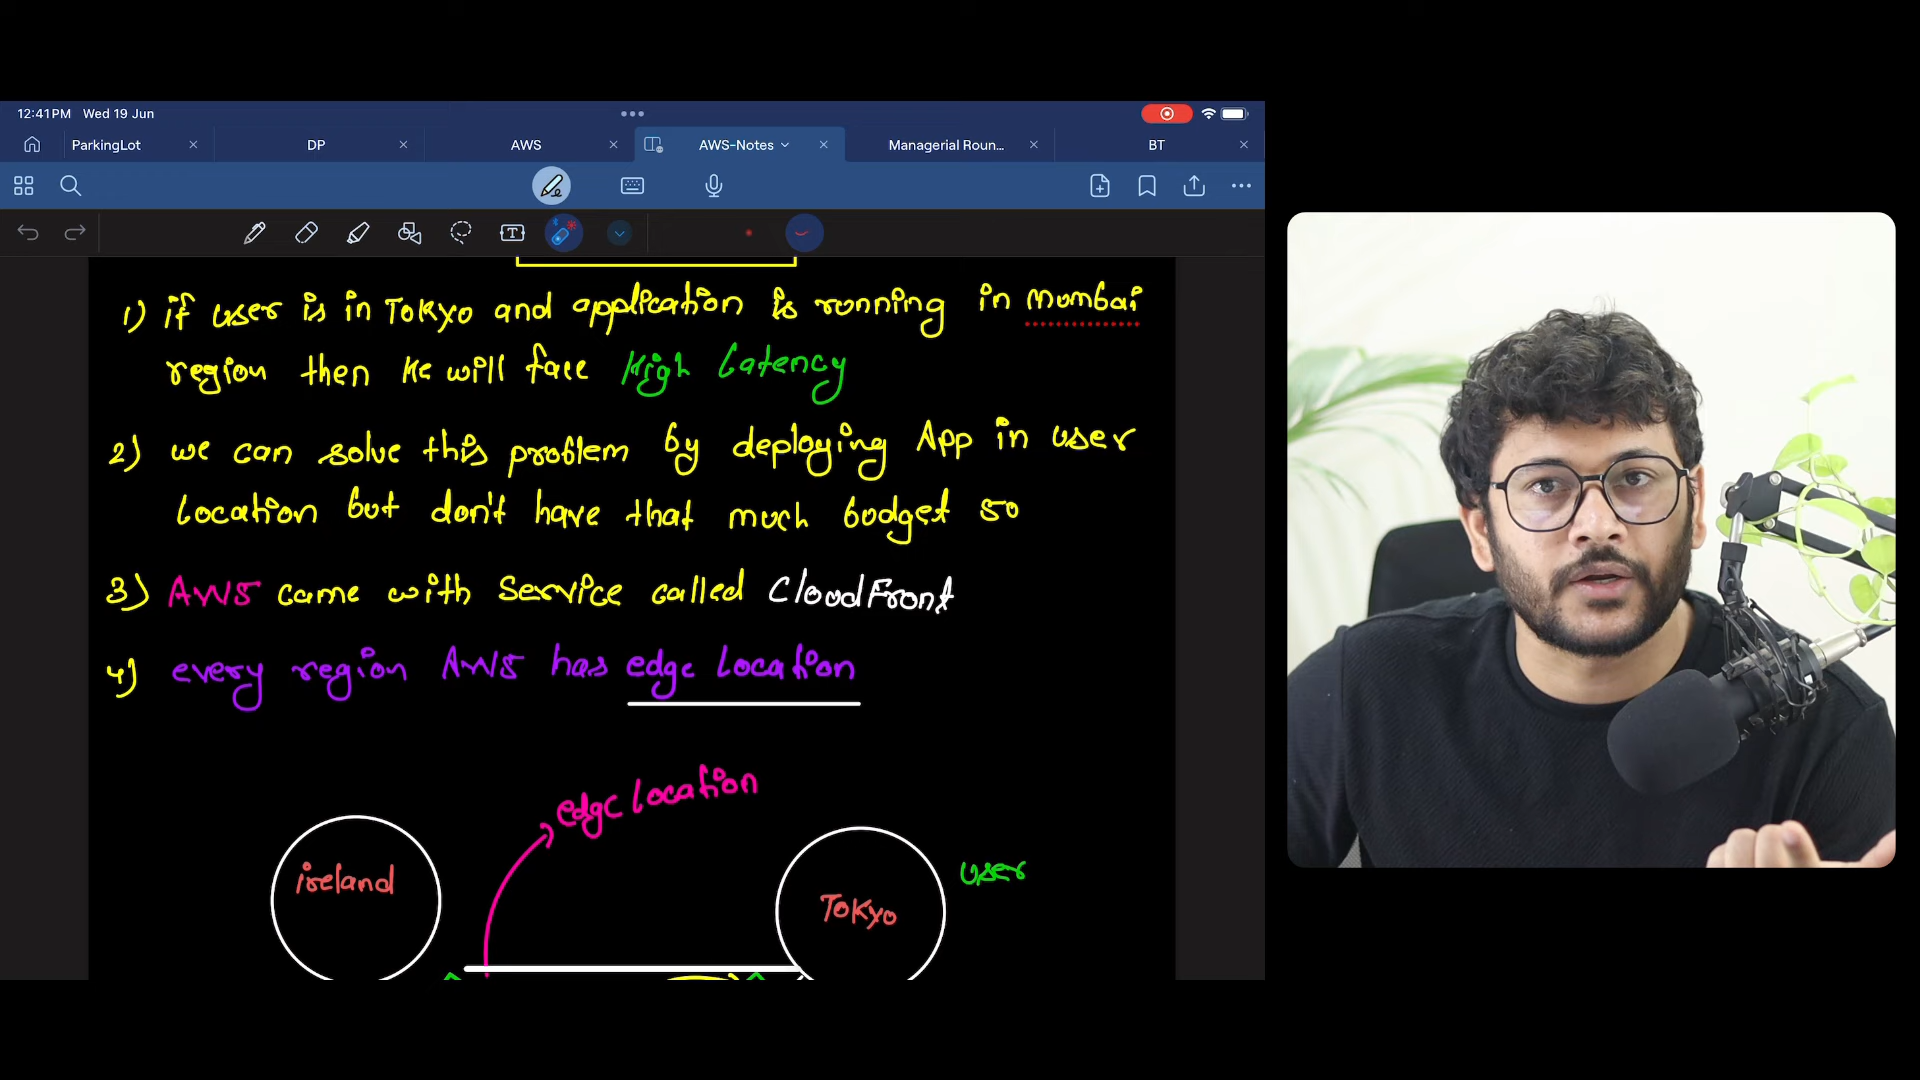 12:41 PM Wed 19 Jun
ParkingLot
DP
AWS
AWS-Notes
Managerial Roun...
BT
1) if user is in Tokyo and application is running in mumbai
region then he will face High Latency
2) we can solve this problem by deploying App in user
location but don't have that much budget so
3) AWS came with service called CloudFront
4) every region AWS has edge location
edge location
ireland
Tokyo
user